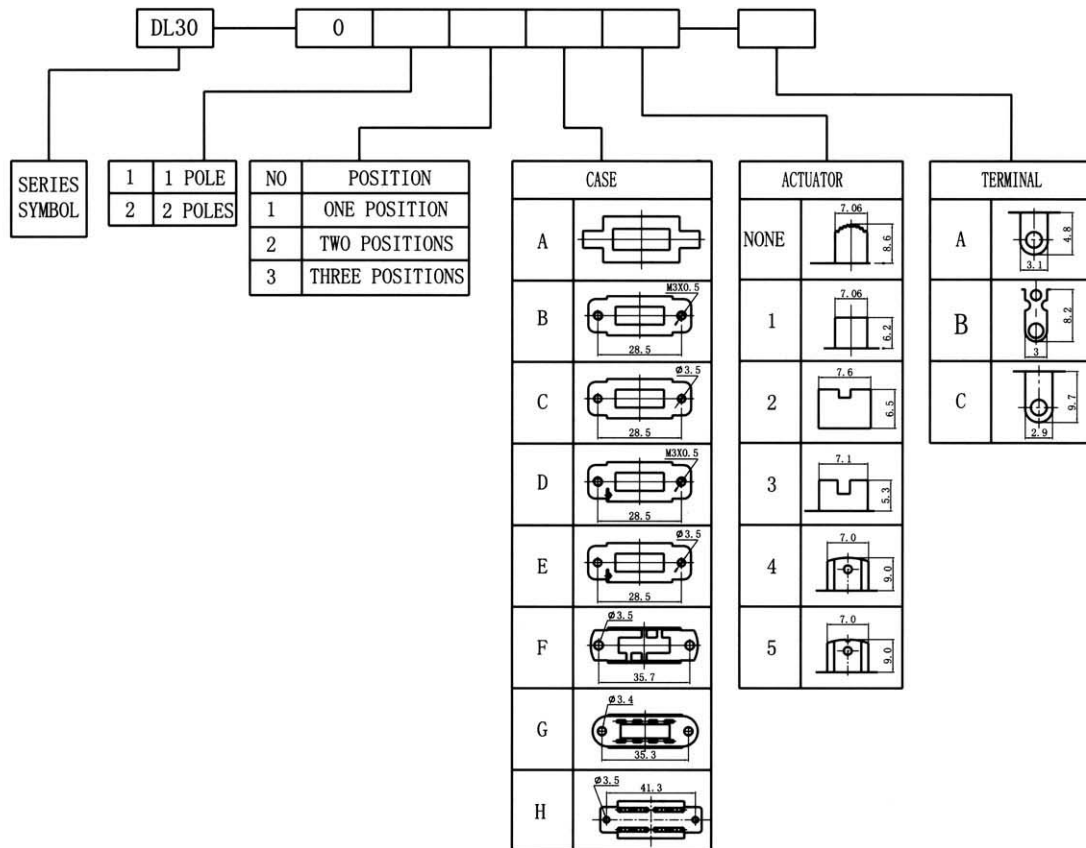 DL30 0
SERIES
SYMBOL
1 1 POLE
2 2 POLES
NO POSITION
1 ONE POSITION
2 TWO POSITIONS
3 THREE POSITIONS
CASE
A
B M3X0.5
28.5
C Ø3.5
28.5
D M3X0.5
28.5
E Ø3.5
28.5
F Ø3.5
35.7
G Ø3.4
35.3
H Ø3.5
41.3
ACTUATOR
NONE 7.06
8.6
1 7.06
6.2
2 7.6
6.5
3 7.1
5.3
4 7.0
9.0
5 7.0
9.0
TERMINAL
A 4.8
3.1
B 8.2
3
C 9.7
2.9